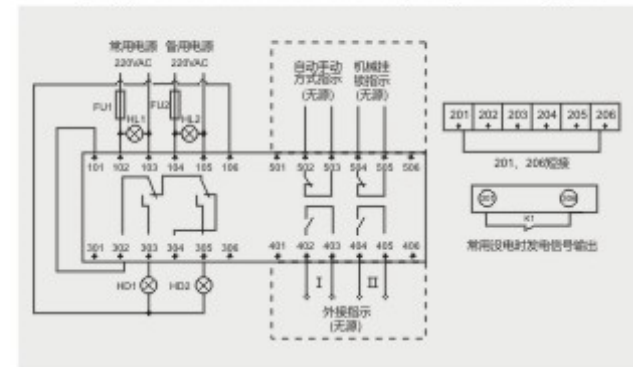 常用电源 备用电源
220VAC 220VAC
自动手动 机械挂
方式指示 锁指示
(无源) (无源)
FU1 HL1 FU2 HL2
101 102 103 104 105 106 501 502 503 504 505 506
301 302 303 304 305 306 401 402 403 404 405 406
HD1 HD2 I II
外接指示
(无源)
201 202 203 204 205 206
201、206短接
K1
常用没电时发电信号输出